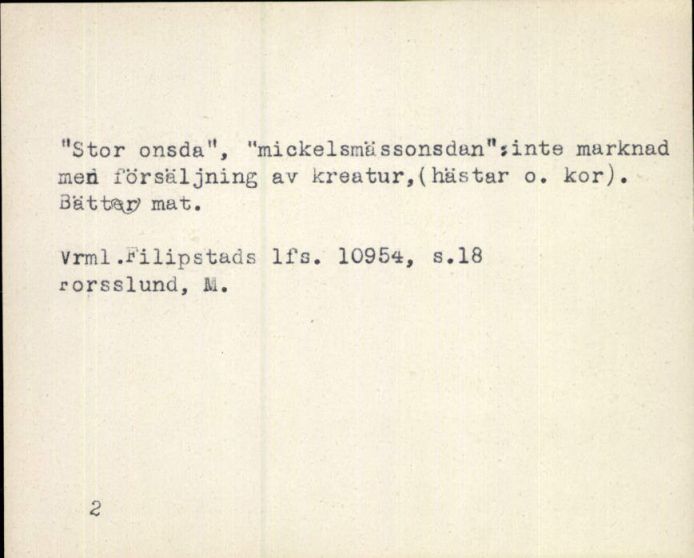 "Stor onsda", "mickelsmässonsdan":inte marknad
men försäljning av kreatur,(hästar o. kor).
Bätter mat.
Vrml.Filipstads lfs. 10954, s.18
Forsslund, M.
2